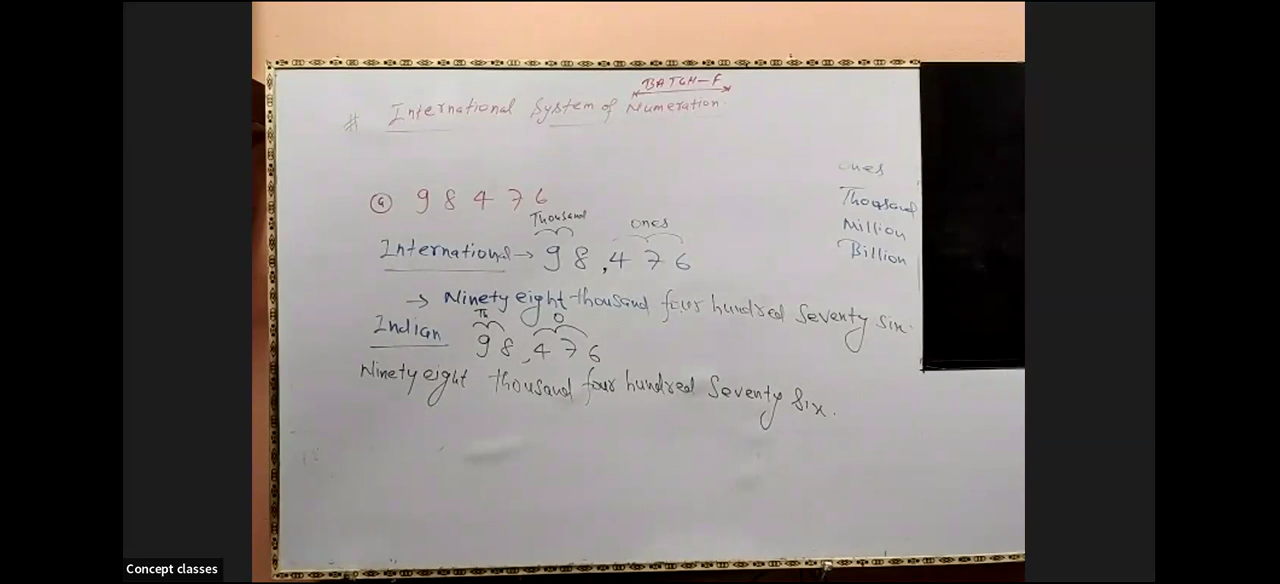 BATCH-F
# International System of Numeration.
ones
Thousand
Million
Billion
(a) 9 8 4 7 6
Thousand ones
International → 9 8 , 4 7 6
→ Ninety eight thousand four hundred Seventy Six.
Th O
Indian 9 8 , 4 7 6
Ninety eight thousand four hundred Seventy Six.
Concept classes